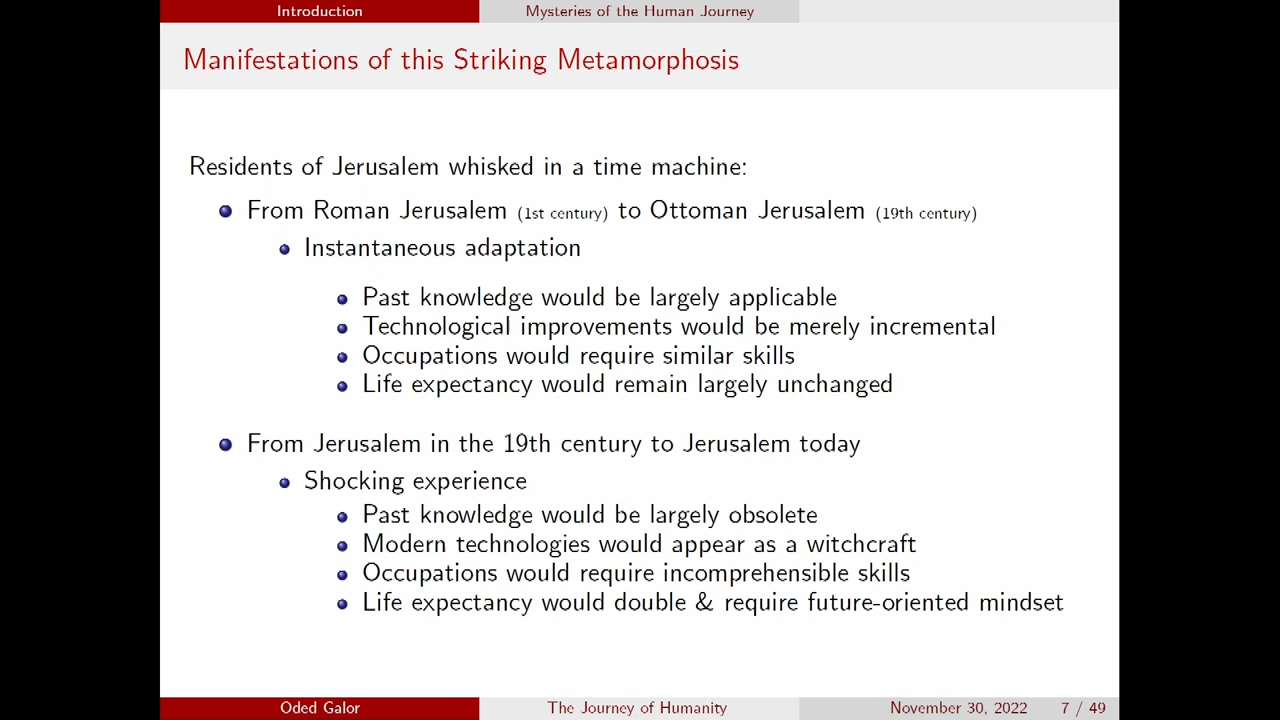 Introduction
Mysteries of the Human Journey
Manifestations of this Striking Metamorphosis
Residents of Jerusalem whisked in a time machine:
From Roman Jerusalem (1st century) to Ottoman Jerusalem (19th century)
Instantaneous adaptation
Past knowledge would be largely applicable
Technological improvements would be merely incremental
Occupations would require similar skills
Life expectancy would remain largely unchanged
From Jerusalem in the 19th century to Jerusalem today
Shocking experience
Past knowledge would be largely obsolete
Modern technologies would appear as a witchcraft
Occupations would require incomprehensible skills
Life expectancy would double & require future-oriented mindset
Oded Galor
The Journey of Humanity
November 30, 2022
7 / 49